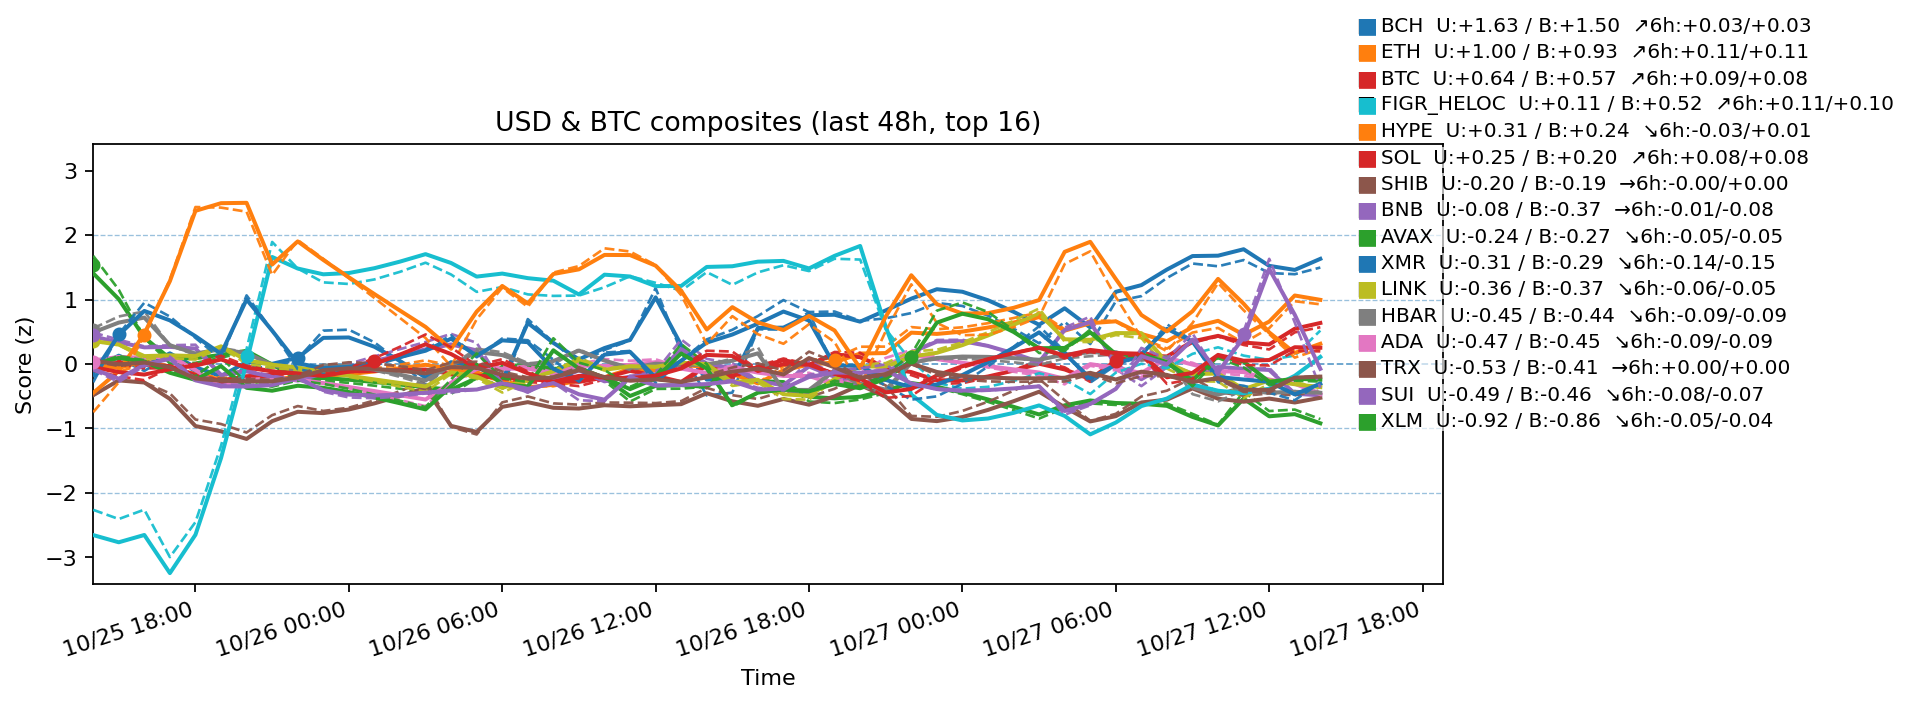 BCH  U:+1.63 / B:+1.50  ↗6h:+0.03/+0.03
ETH  U:+1.00 / B:+0.93  ↗6h:+0.11/+0.11
BTC  U:+0.64 / B:+0.57  ↗6h:+0.09/+0.08
FIGR_HELOC  U:+0.11 / B:+0.52  ↗6h:+0.11/+0.10
HYPE  U:+0.31 / B:+0.24  ↘6h:-0.03/+0.01
SOL  U:+0.25 / B:+0.20  ↗6h:+0.08/+0.08
SHIB  U:-0.20 / B:-0.19  →6h:-0.00/+0.00
BNB  U:-0.08 / B:-0.37  →6h:-0.01/-0.08
AVAX  U:-0.24 / B:-0.27  ↘6h:-0.05/-0.05
XMR  U:-0.31 / B:-0.29  ↘6h:-0.14/-0.15
LINK  U:-0.36 / B:-0.37  ↘6h:-0.06/-0.05
HBAR  U:-0.45 / B:-0.44  ↘6h:-0.09/-0.09
ADA  U:-0.47 / B:-0.45  ↘6h:-0.09/-0.09
TRX  U:-0.53 / B:-0.41  →6h:+0.00/+0.00
SUI  U:-0.49 / B:-0.46  ↘6h:-0.08/-0.07
XLM  U:-0.92 / B:-0.86  ↘6h:-0.05/-0.04
USD & BTC composites (last 48h, top 16)
Score (z)
3
2
1
0
−1
−2
−3
10/25 18:00
10/26 00:00
10/26 06:00
10/26 12:00
10/26 18:00
10/27 00:00
10/27 06:00
10/27 12:00
10/27 18:00
Time